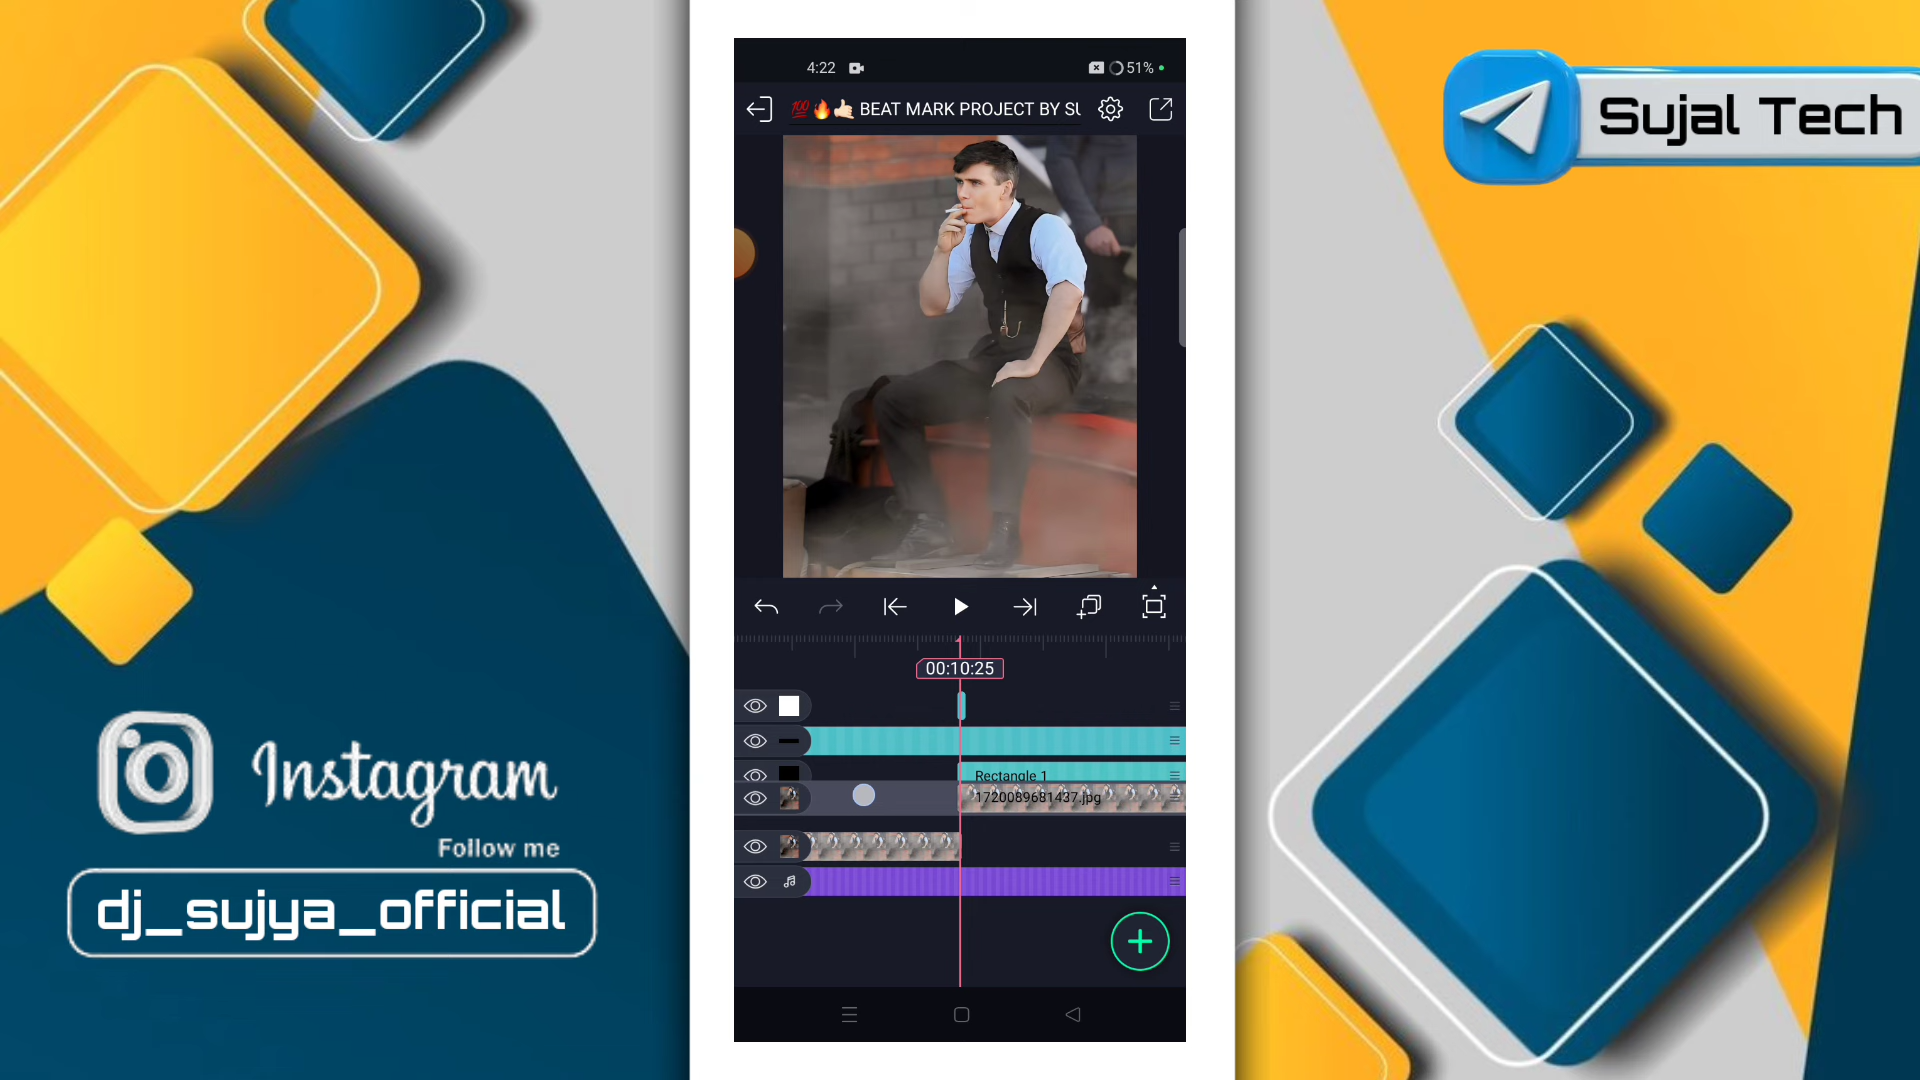 4:22
51%
💯🔥🤙🏻 BEAT MARK PROJECT BY SU
Sujal Tech
00:10:25
Rectangle 1
1720089681437.jpg
Instagram
Follow me
dj_sujya_official